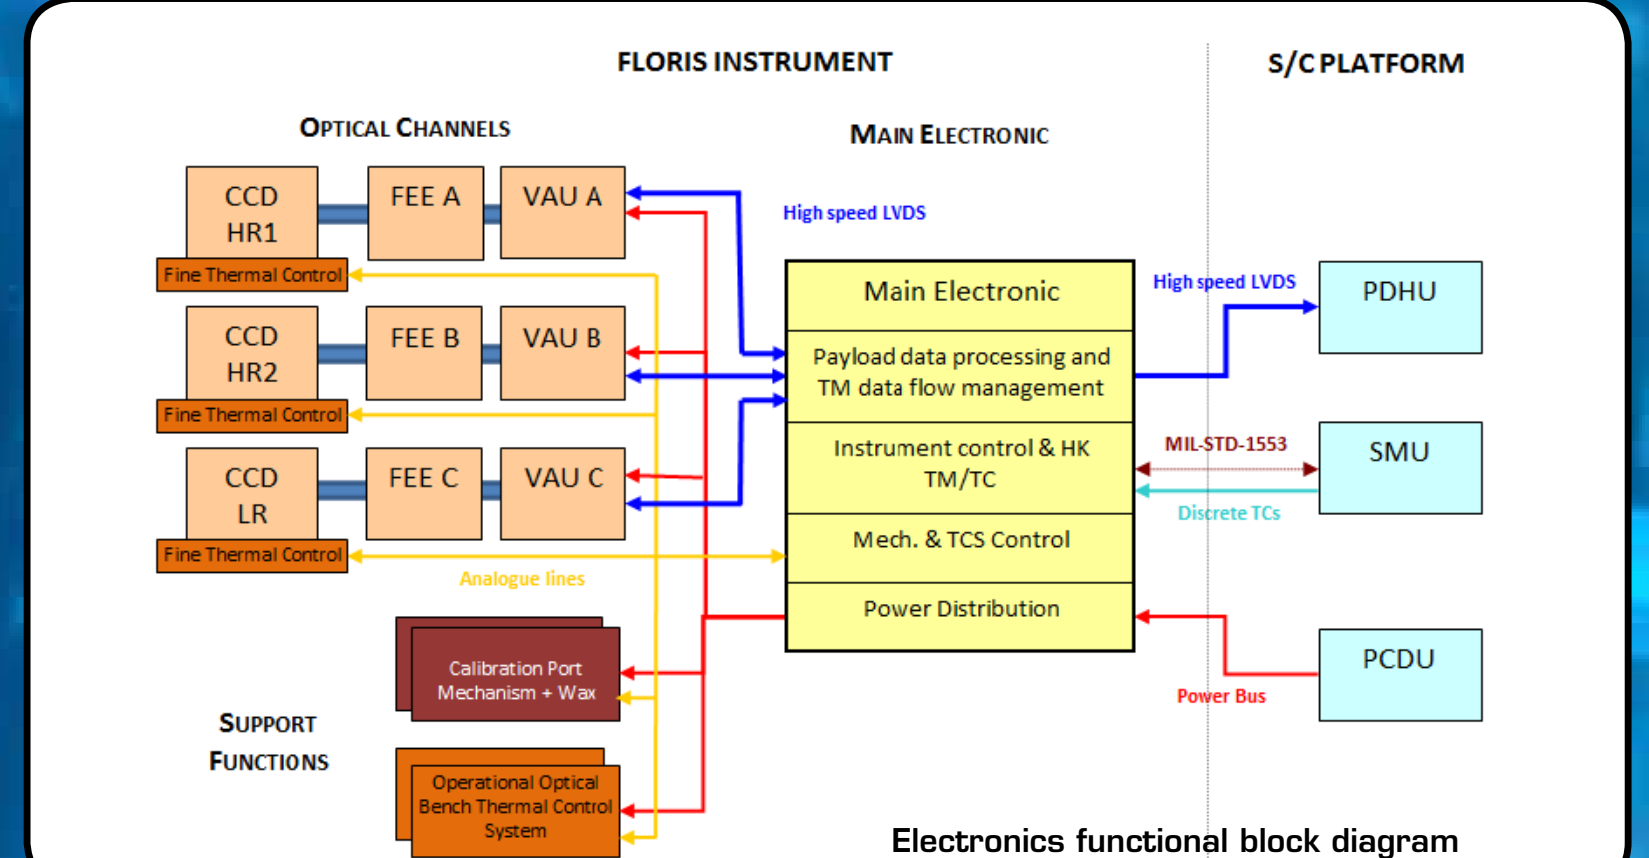 FLORIS INSTRUMENT
S/C PLATFORM
OPTICAL CHANNELS
MAIN ELECTRONIC
CCD
HR1
FEE A
VAU A
High speed LVDS
Fine Thermal Control
CCD
HR2
FEE B
VAU B
Fine Thermal Control
CCD
LR
FEE C
VAU C
Fine Thermal Control
Analogue lines
Main Electronic
Payload data processing and
TM data flow management
Instrument control & HK
TM/TC
Mech. & TCS Control
Power Distribution
High speed LVDS
PDHU
MIL-STD-1553
SMU
Discrete TCs
PCDU
Power Bus
SUPPORT
FUNCTIONS
Calibration Port
Mechanism + Wax
Operational Optical
Bench Thermal Control
System
Electronics functional block diagram